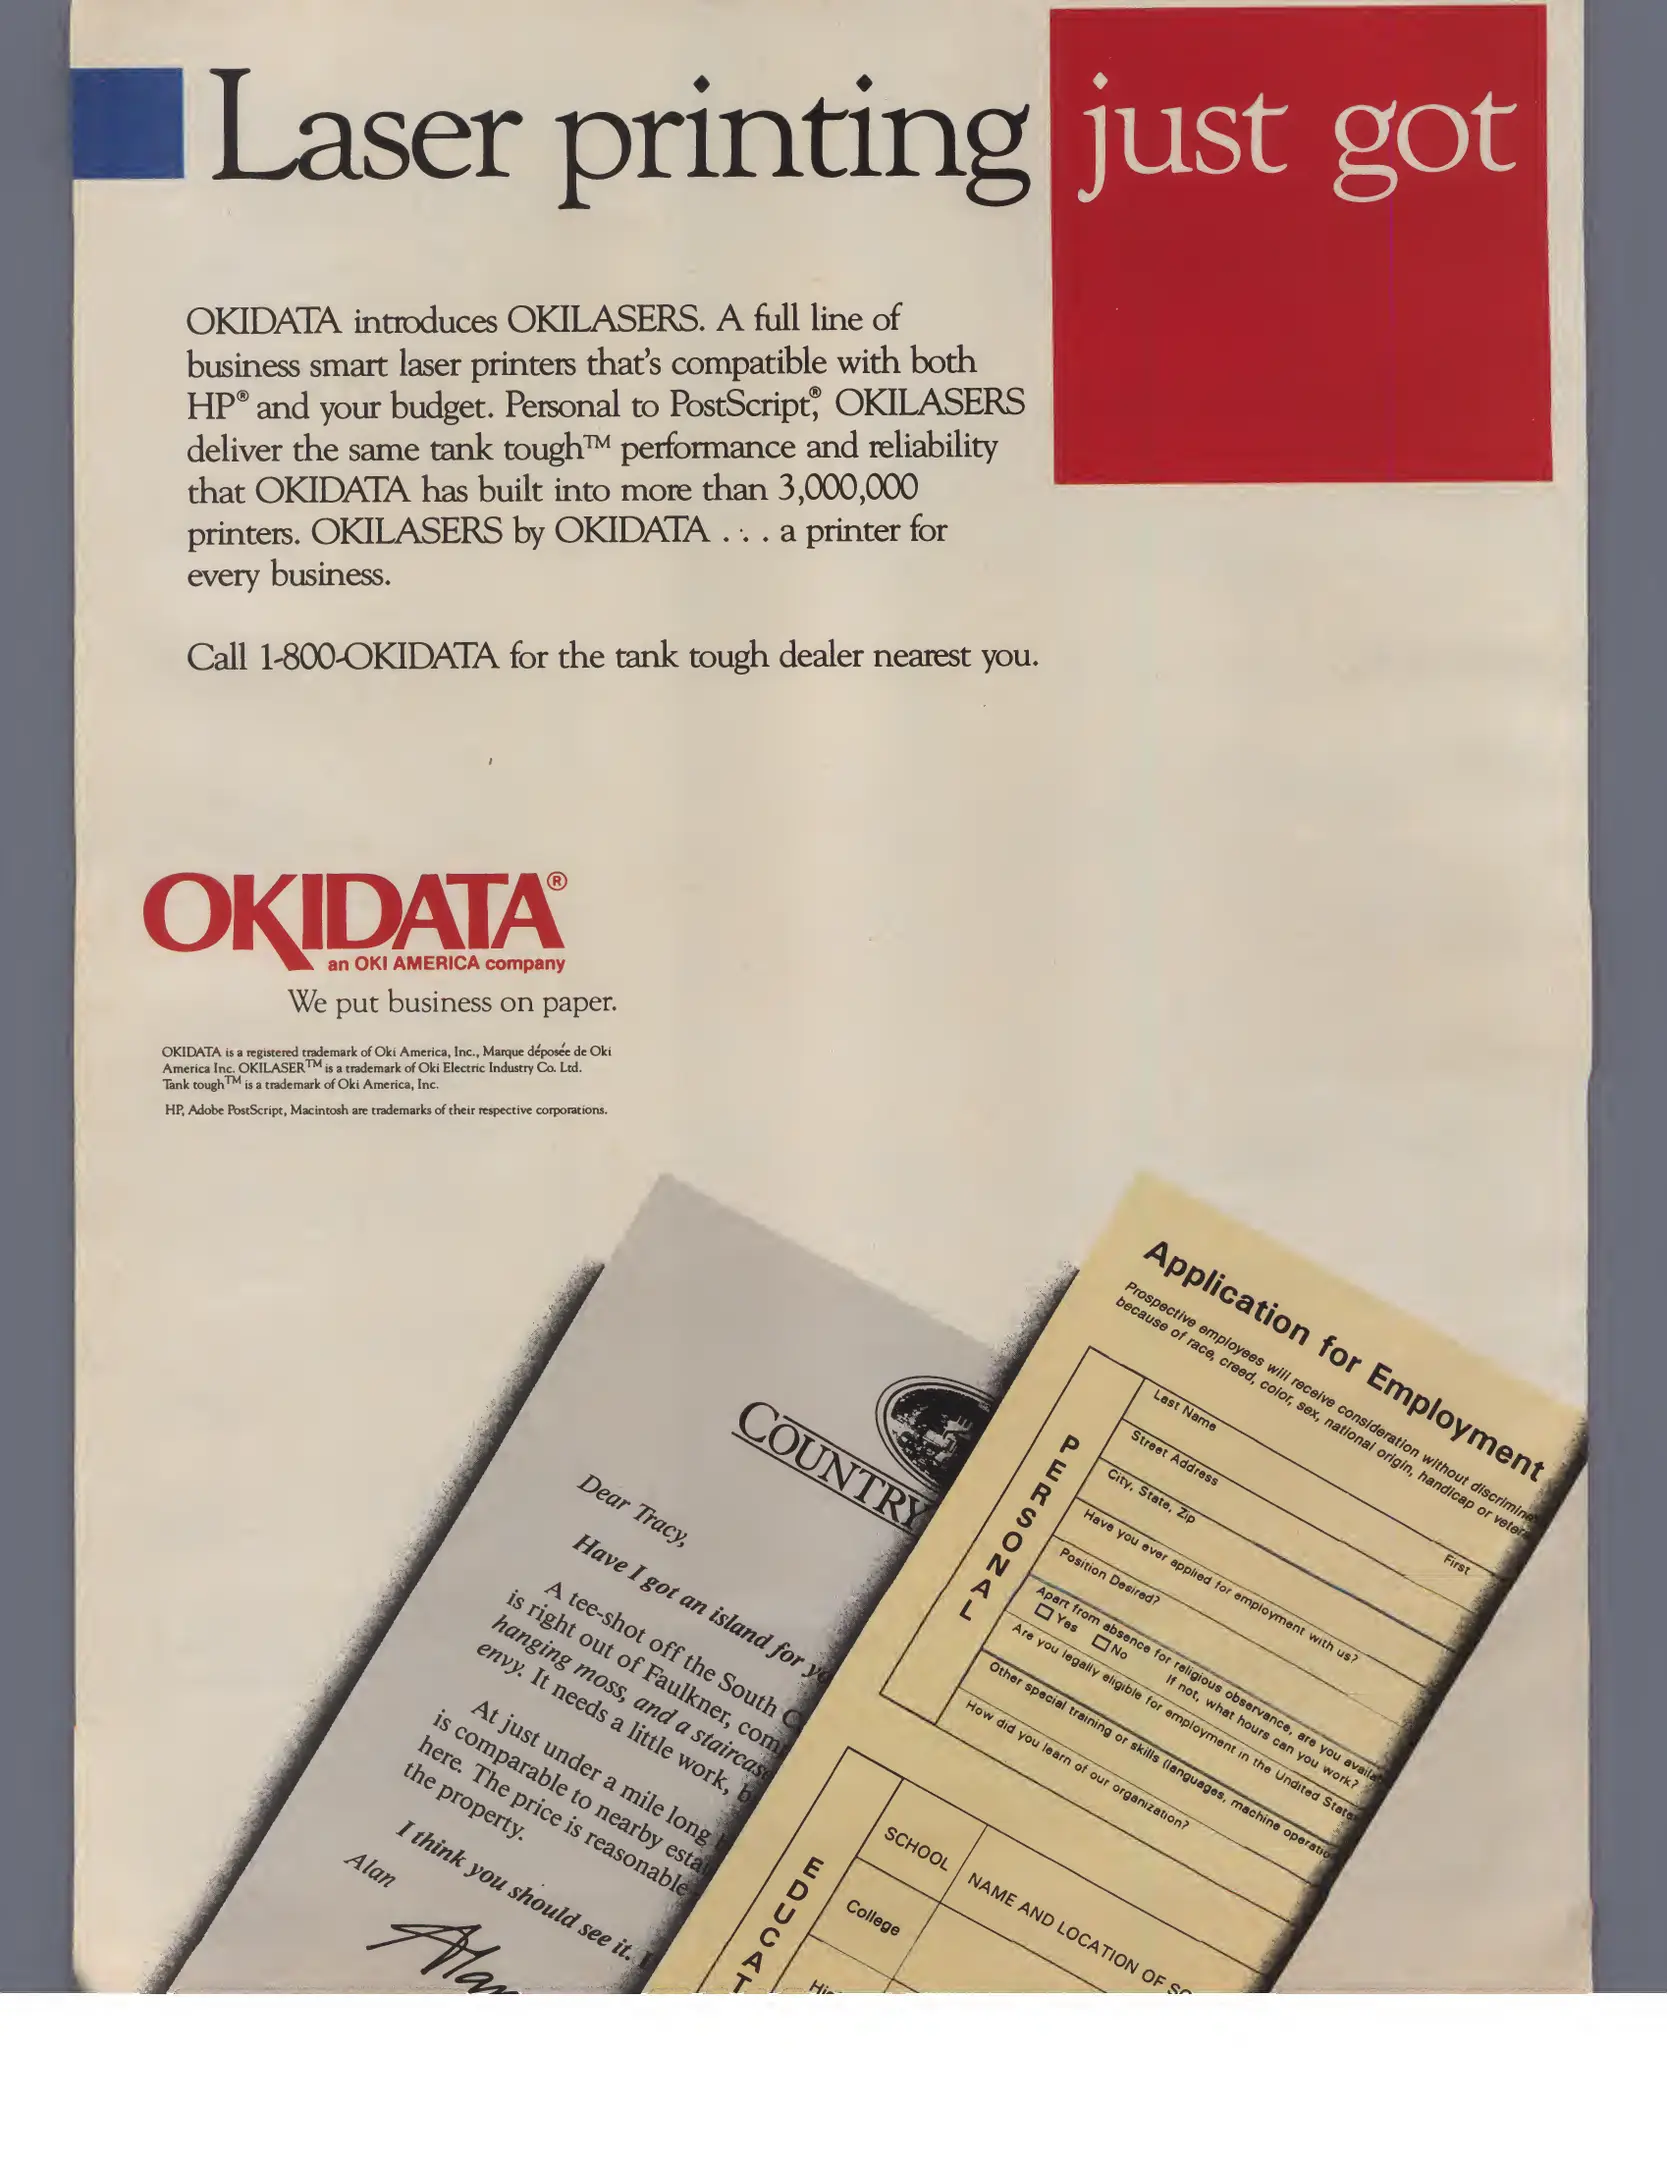 Laser printing just got
OKIDATA introduces OKILASERS. A full line of
business smart laser printers that's compatible with both
HP® and your budget. Personal to PostScript,® OKILASERS
deliver the same tank tough™ performance and reliability
that OKIDATA has built into more than 3,000,000
printers. OKILASERS by OKIDATA . . . a printer for
every business.
Call 1-800-OKIDATA for the tank tough dealer nearest you.
OKIDATA®
an OKI AMERICA company
We put business on paper.
OKIDATA is a registered trademark of Oki America, Inc., Marque déposée de Oki
America Inc. OKILASER™ is a trademark of Oki Electric Industry Co. Ltd.
Tank tough™ is a trademark of Oki America, Inc.
HP, Adobe PostScript, Macintosh are trademarks of their respective corporations.
COUNTRY
Dear Tracy,
Have I got an island for yo
A tee-shot off the South C
is right out of Faulkner, com
hanging moss, and a staircase
envy. It needs a little work, b
At just under a mile long
is comparable to nearby esta
here. The price is reasonable
the property.
I think you should see it. I
Alan
Alan
Application for Employment
Prospective employees will receive consideration without discrimina
because of race, creed, color, sex, national origin, handicap or vetera
PERSONAL
Last Name First
Street Address
City, State, Zip
Have you ever applied for employment with us?
Position Desired?
Apart from absence for religious observance, are you availa
Yes No If not, what hours can you work?
Are you legally eligible for employment in the Undited State
Other special training or skills (languages, machine operatio
How did you learn of our organization?
EDUCAT
SCHOOL NAME AND LOCATION OF SC
College
Hig